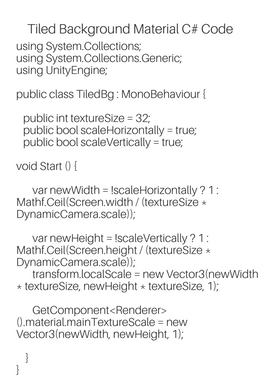 Tiled Background Material C# Code
using System.Collections;
using System.Collections.Generic;
using UnityEngine;
public class TiledBg : MonoBehaviour {
public int textureSize = 32;
public bool scaleHorizontally = true;
public bool scaleVertically = true;
void Start () {
var newWidth = !scaleHorizontally ? 1 :
Mathf.Ceil(Screen.width / (textureSize *
DynamicCamera.scale));
var newHeight = !scaleVertically ? 1 :
Mathf.Ceil(Screen.height / (textureSize *
DynamicCamera.scale));
transform.localScale = new Vector3(newWidth
* textureSize, newHeight * textureSize, 1);
GetComponent<Renderer>
().material.mainTextureScale = new
Vector3(newWidth, newHeight, 1);
}
}